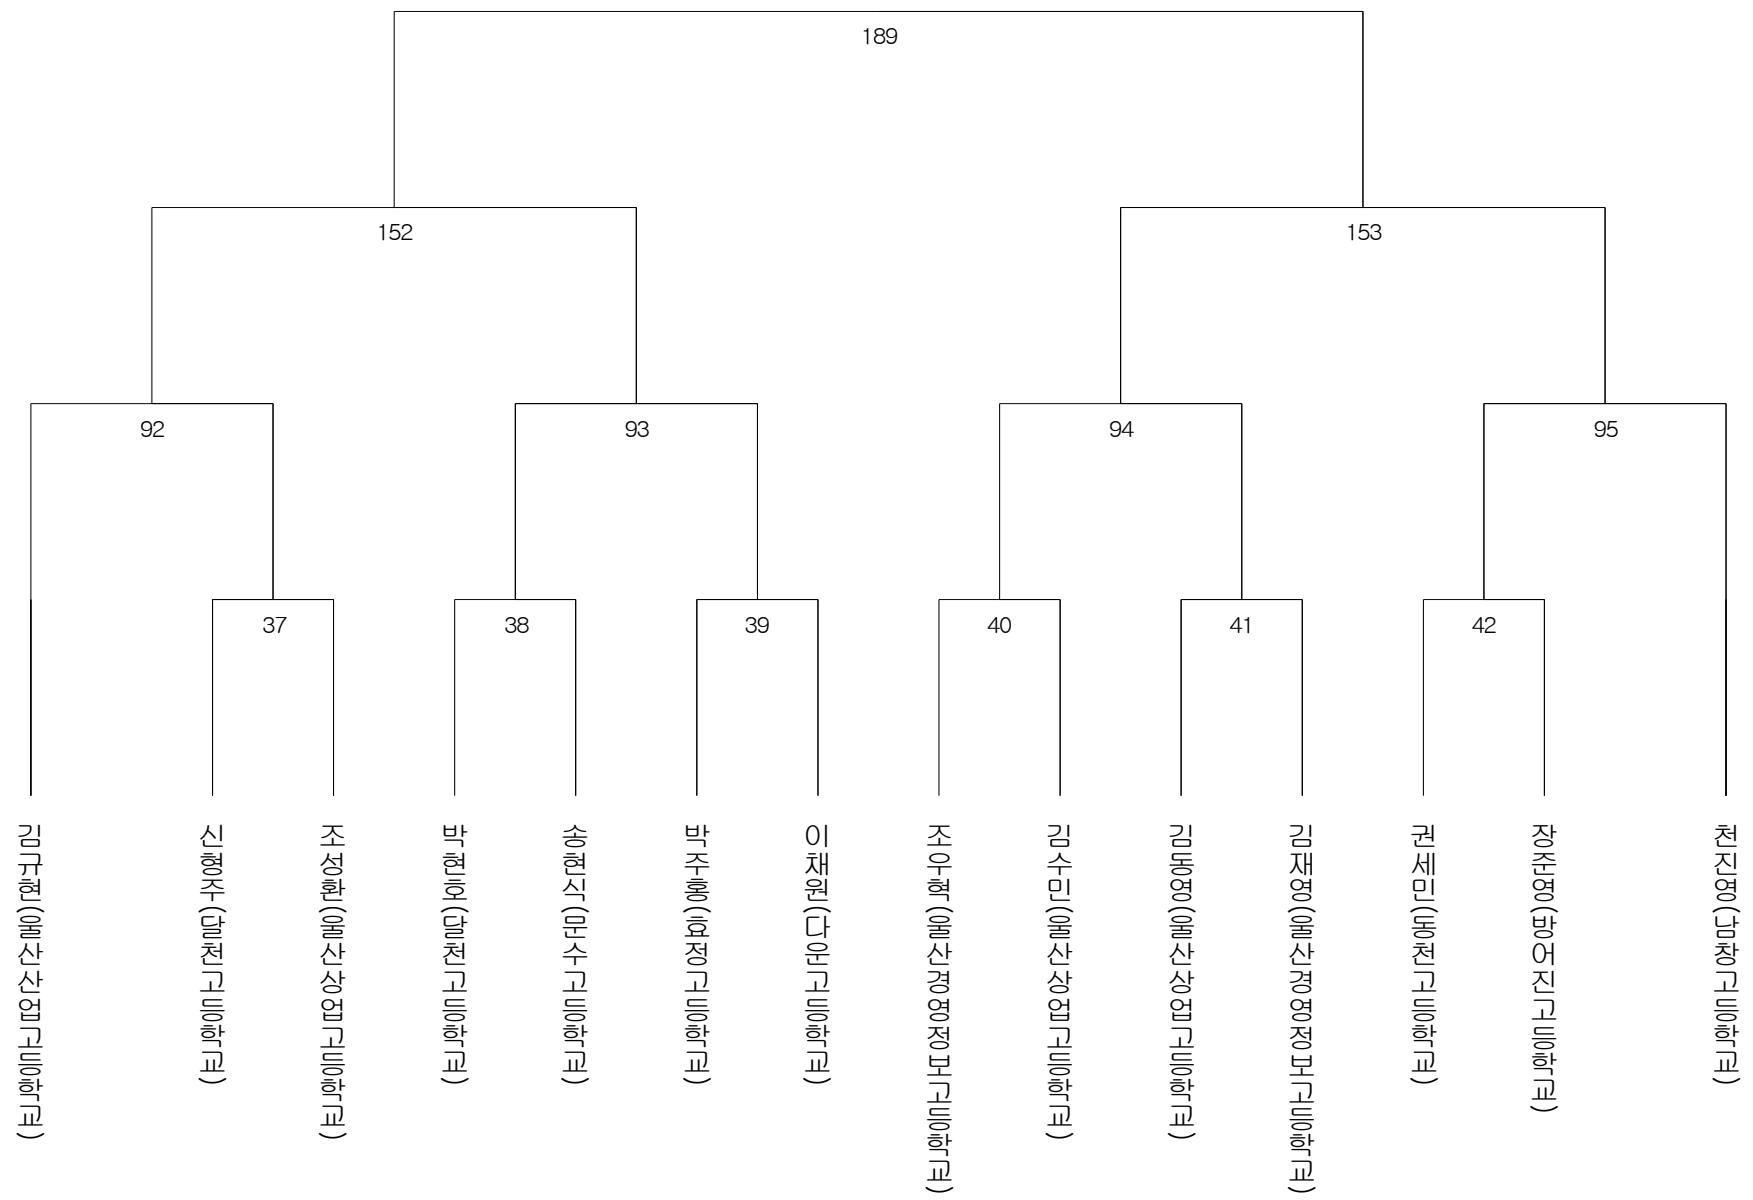 189
152
153
92
93
94
95
37
38
39
40
41
42
김규현(울산산업고등학교)
신형주(달천고등학교)
조성환(울산상업고등학교)
박현호(달천고등학교)
송현식(문수고등학교)
박주홍(효정고등학교)
이채원(다운고등학교)
조우혁(울산경영정보고등학교)
김수민(울산상업고등학교)
김동영(울산상업고등학교)
김재영(울산경영정보고등학교)
권세민(동천고등학교)
장준영(방어진고등학교)
천진영(남창고등학교)